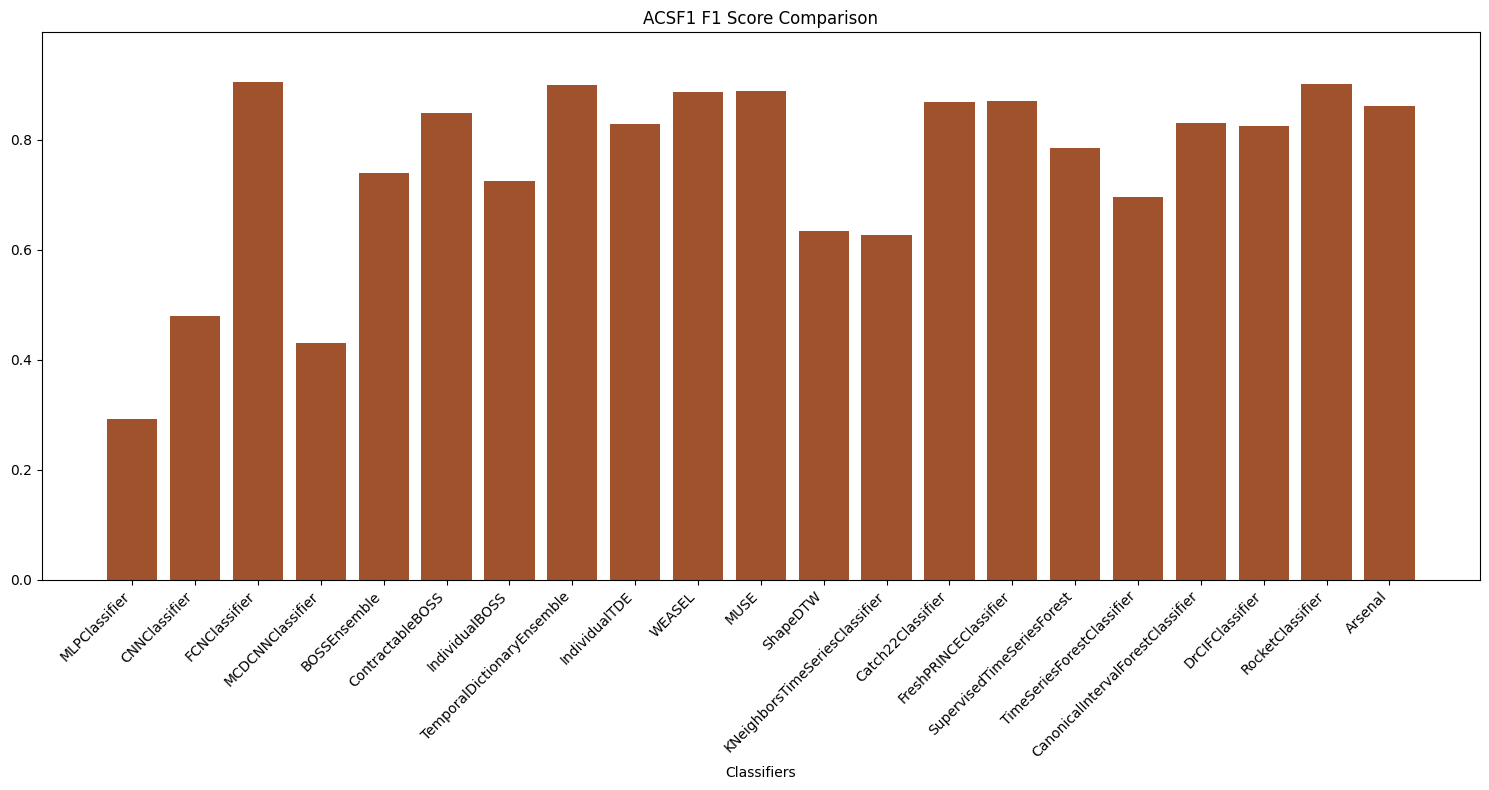 ACSF1 F1 Score Comparison
0.8
0.6
0.4
0.2
0.0
MLPClassifier
CNNClassifier
FCNClassifier
MCDCNNClassifier
BOSSEnsemble
ContractableBOSS
IndividualBOSS
TemporalDictionaryEnsemble
IndividualTDE
WEASEL
MUSE
ShapeDTW
KNeighborsTimeSeriesClassifier
Catch22Classifier
FreshPRINCEClassifier
SupervisedTimeSeriesForest
TimeSeriesForestClassifier
CanonicalIntervalForestClassifier
DrCIFClassifier
RocketClassifier
Arsenal
Classifiers